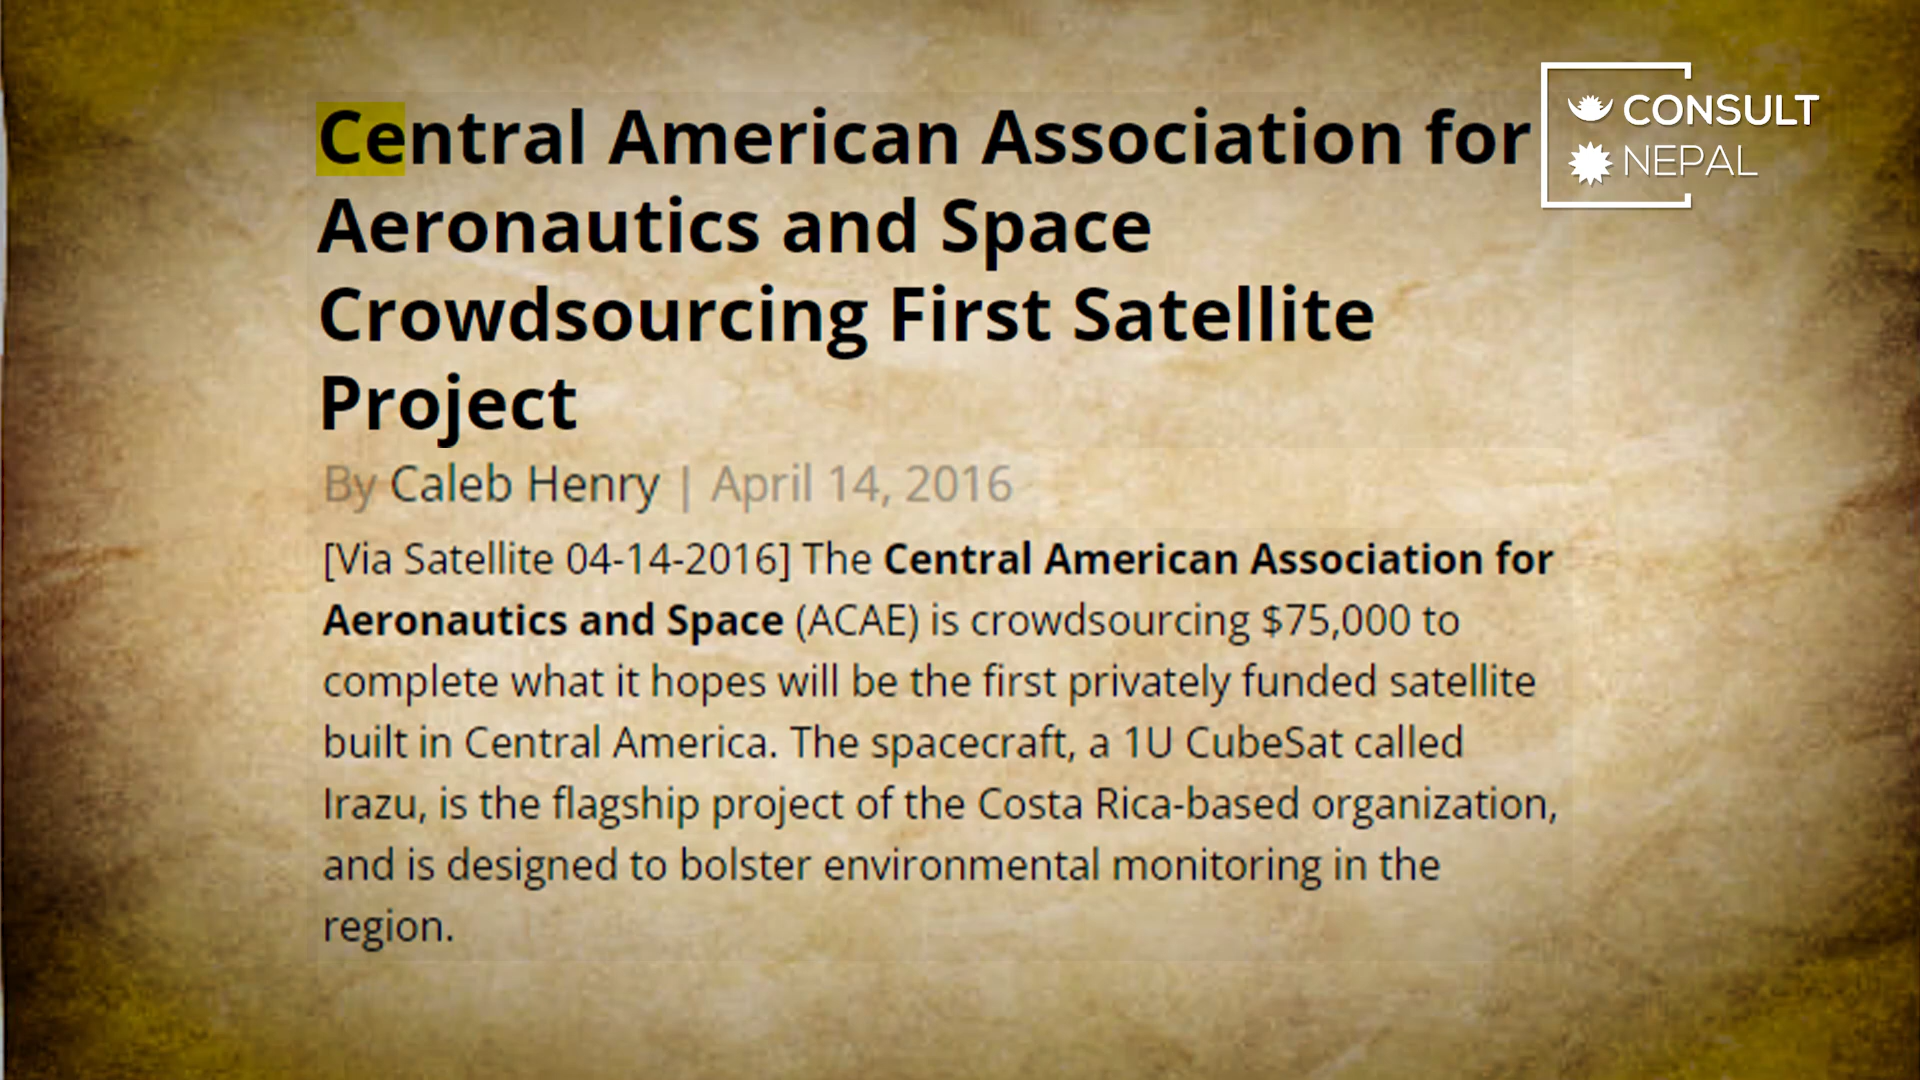 Central American Association for
Aeronautics and Space
Crowdsourcing First Satellite
Project
CONSULT
NEPAL
By Caleb Henry | April 14, 2016
[Via Satellite 04-14-2016] The Central American Association for
Aeronautics and Space (ACAE) is crowdsourcing $75,000 to
complete what it hopes will be the first privately funded satellite
built in Central America. The spacecraft, a 1U CubeSat called
Irazu, is the flagship project of the Costa Rica-based organization,
and is designed to bolster environmental monitoring in the
region.